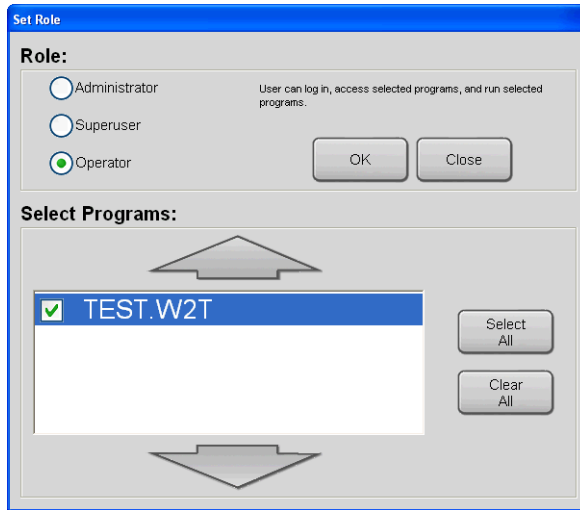 Set Role
Role:
Administrator
User can log in, access selected programs, and run selected
programs.
Superuser
Operator
OK
Close
Select Programs:
TEST.W2T
Select
All
Clear
All